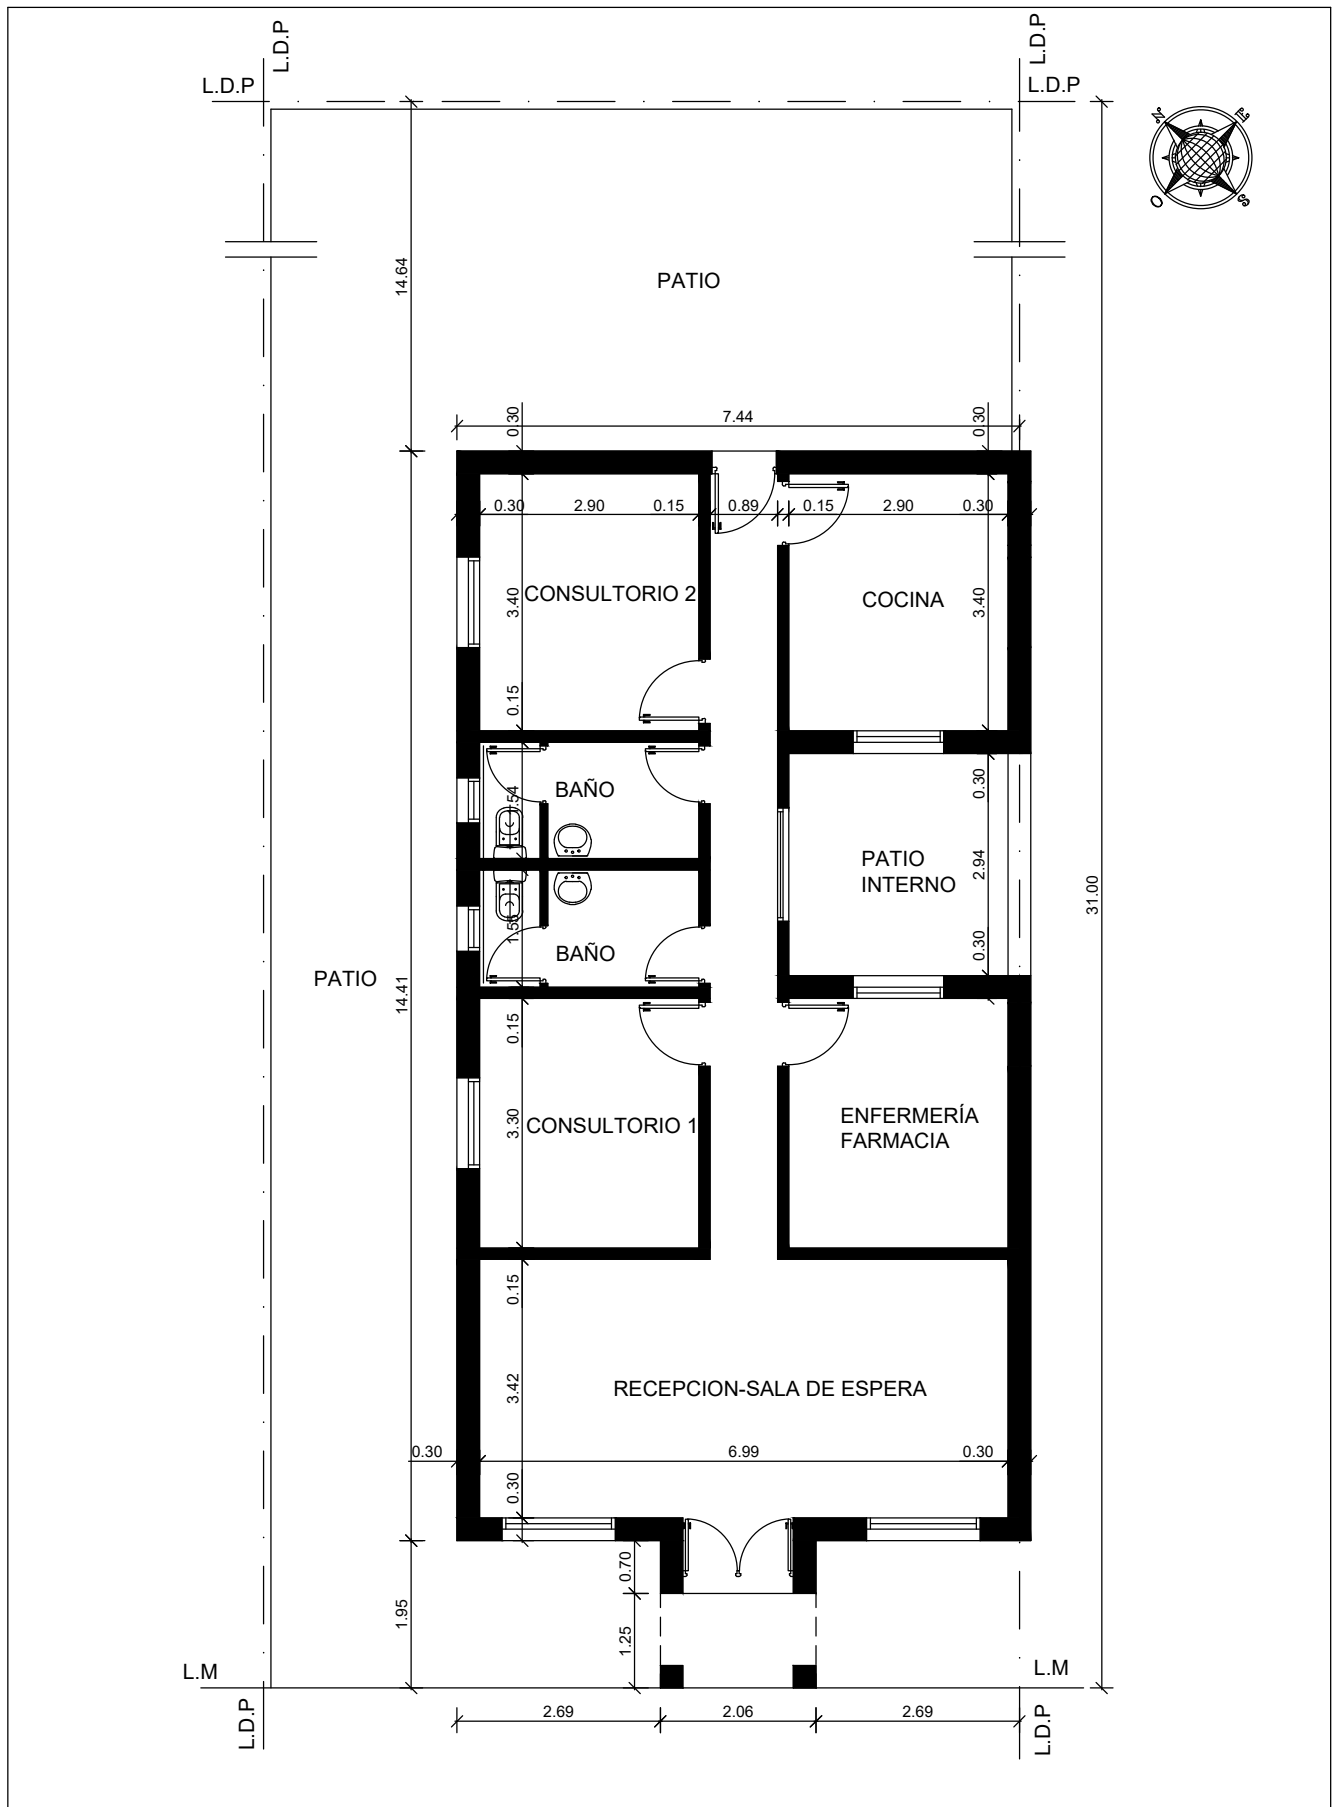 L.D.P
L.D.P
L.D.P
L.D.P
N
E
O
S
14.64
PATIO
0.30
7.44
0.30
0.30
2.90
0.15
0.89
0.15
2.90
0.30
CONSULTORIO 2
3.40
COCINA
3.40
0.15
BAÑO
1.54
0.30
PATIO
INTERNO
2.94
31.00
1.55
BAÑO
0.30
PATIO
14.41
0.15
CONSULTORIO 1
3.30
ENFERMERÍA
FARMACIA
0.15
RECEPCION-SALA DE ESPERA
3.42
0.30
6.99
0.30
0.30
0.70
1.95
1.25
L.M
L.M
L.D.P
2.69
2.06
2.69
L.D.P